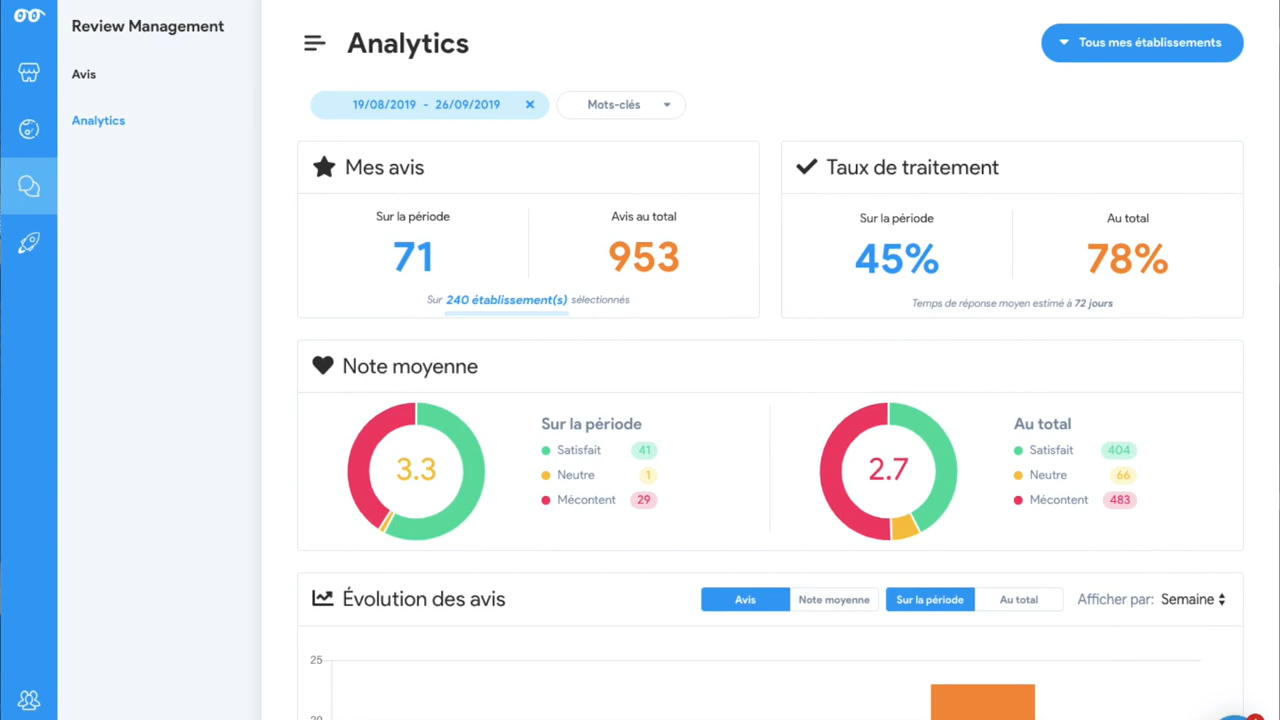 Review Management
Avis
Analytics
Analytics
Tous mes établissements
19/08/2019 - 26/09/2019
Mots-clés
Mes avis
Sur la période
71
Avis au total
953
Sur 240 établissement(s) sélectionnés
Taux de traitement
Sur la période
45%
Au total
78%
Temps de réponse moyen estimé à 72 jours
Note moyenne
3.3
Sur la période
Satisfait 41
Neutre 1
Mécontent 29
2.7
Au total
Satisfait 404
Neutre 66
Mécontent 483
Évolution des avis
Avis
Note moyenne
Sur la période
Au total
Afficher par: Semaine
25